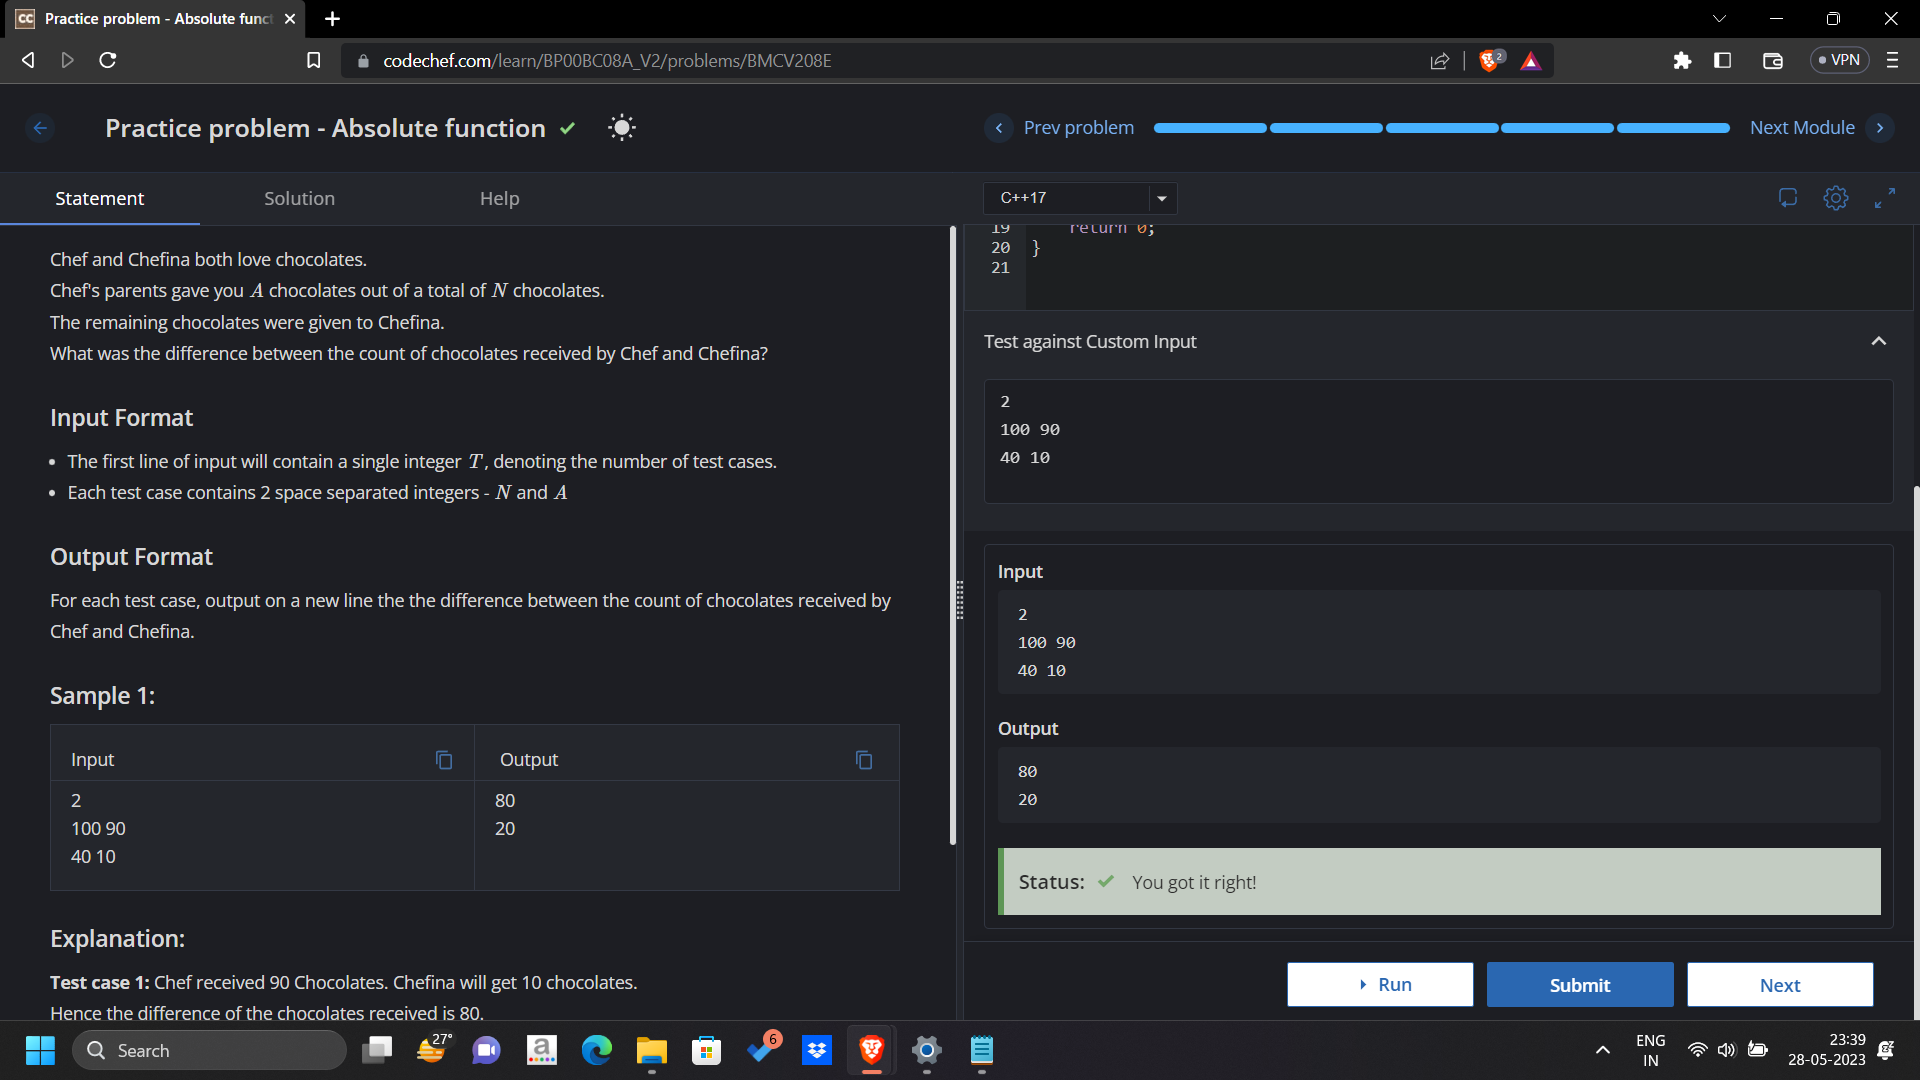 CC Practice problem - Absolute funct
codechef.com/learn/BP00BC08A_V2/problems/BMCV208E
2
VPN
Practice problem - Absolute function
Prev problem
Next Module
Statement
Solution
Help
C++17
Chef and Chefina both love chocolates.
Chef's parents gave you A chocolates out of a total of N chocolates.
The remaining chocolates were given to Chefina.
What was the difference between the count of chocolates received by Chef and Chefina?
Input Format
• The first line of input will contain a single integer T, denoting the number of test cases.
• Each test case contains 2 space separated integers - N and A
Output Format
For each test case, output on a new line the the difference between the count of chocolates received by
Chef and Chefina.
Sample 1:
Input
Output
2
100 90
40 10
80
20
Explanation:
Test case 1: Chef received 90 Chocolates. Chefina will get 10 chocolates.
Hence the difference of the chocolates received is 80.
19 return 0;
20 }
21
Test against Custom Input
2
100 90
40 10
Input
2
100 90
40 10
Output
80
20
Status: You got it right!
Run
Submit
Next
Search
27°
a
6
ENG
IN
23:39
28-05-2023